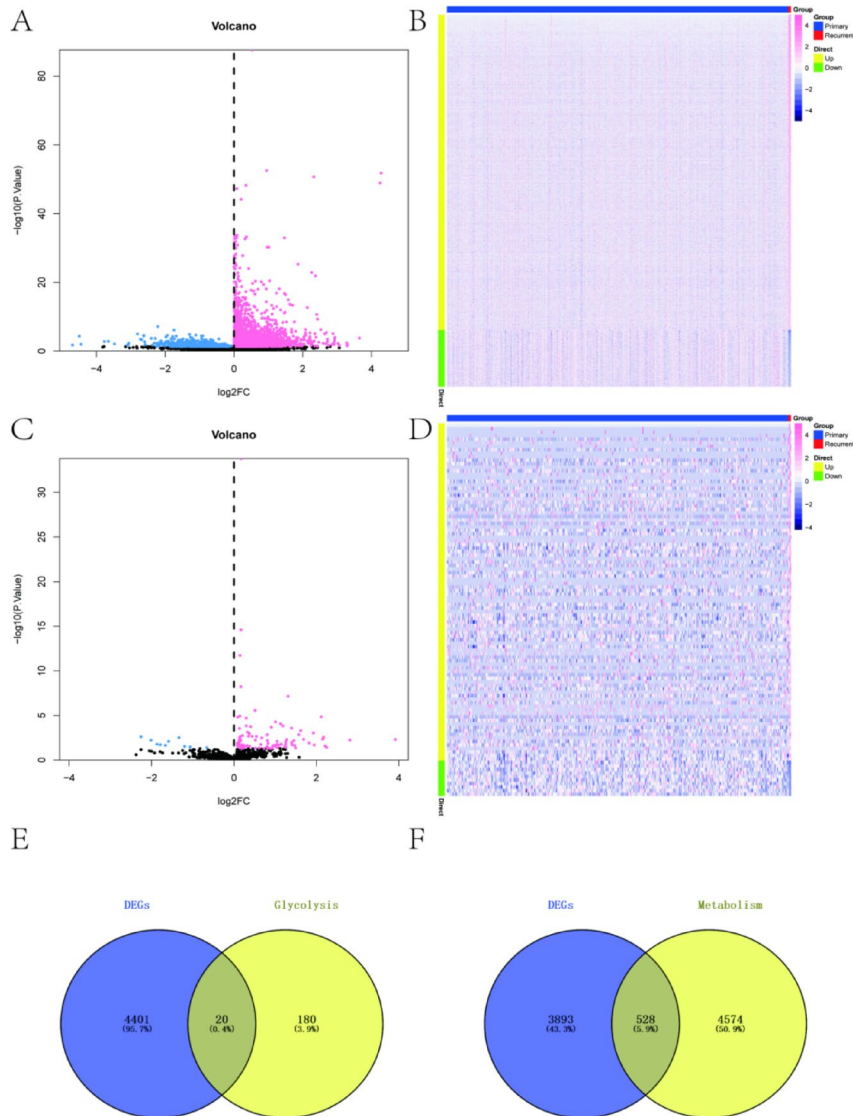 A
Volcano
80
60
40
20
0
−log10(P.Value)
−4
−2
0
2
4
log2FC
B
Group
4
2
0
−2
−4
Group
Primary
Recurrent
Direct
Up
Down
Direct
C
Volcano
30
25
20
15
10
5
0
−log10(P.Value)
−4
−2
0
2
4
log2FC
D
Group
4
2
0
−2
−4
Group
Primary
Recurrent
Direct
Up
Down
Direct
E
DEGs
Glycolysis
4401
(95.7%)
20
(0.4%)
180
(3.9%)
F
DEGs
Metabolism
3893
(43.3%)
528
(5.9%)
4574
(50.9%)